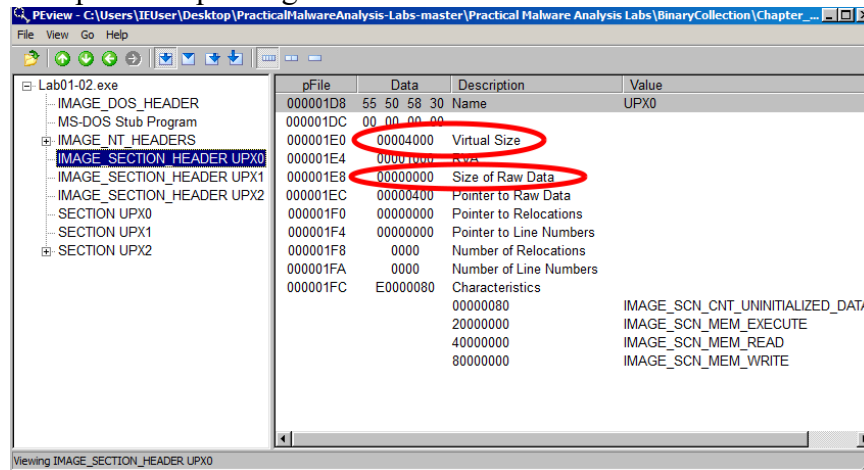 PEview - C:\Users\IEUser\Desktop\PracticalMalwareAnalysis-Labs-master\Practical Malware Analysis Labs\BinaryCollection\Chapter_...
File View Go Help
Lab01-02.exe
IMAGE_DOS_HEADER
MS-DOS Stub Program
IMAGE_NT_HEADERS
IMAGE_SECTION_HEADER UPX0
IMAGE_SECTION_HEADER UPX1
IMAGE_SECTION_HEADER UPX2
SECTION UPX0
SECTION UPX1
SECTION UPX2
pFile Data Description Value
000001D8 55 50 58 30 Name UPX0
000001DC 00 00 00 00
000001E0 00004000 Virtual Size
000001E4 00001000 RVA
000001E8 00000000 Size of Raw Data
000001EC 00000400 Pointer to Raw Data
000001F0 00000000 Pointer to Relocations
000001F4 00000000 Pointer to Line Numbers
000001F8 0000 Number of Relocations
000001FA 0000 Number of Line Numbers
000001FC E0000080 Characteristics
00000080 IMAGE_SCN_CNT_UNINITIALIZED_DATA
20000000 IMAGE_SCN_MEM_EXECUTE
40000000 IMAGE_SCN_MEM_READ
80000000 IMAGE_SCN_MEM_WRITE
Viewing IMAGE_SECTION_HEADER UPX0